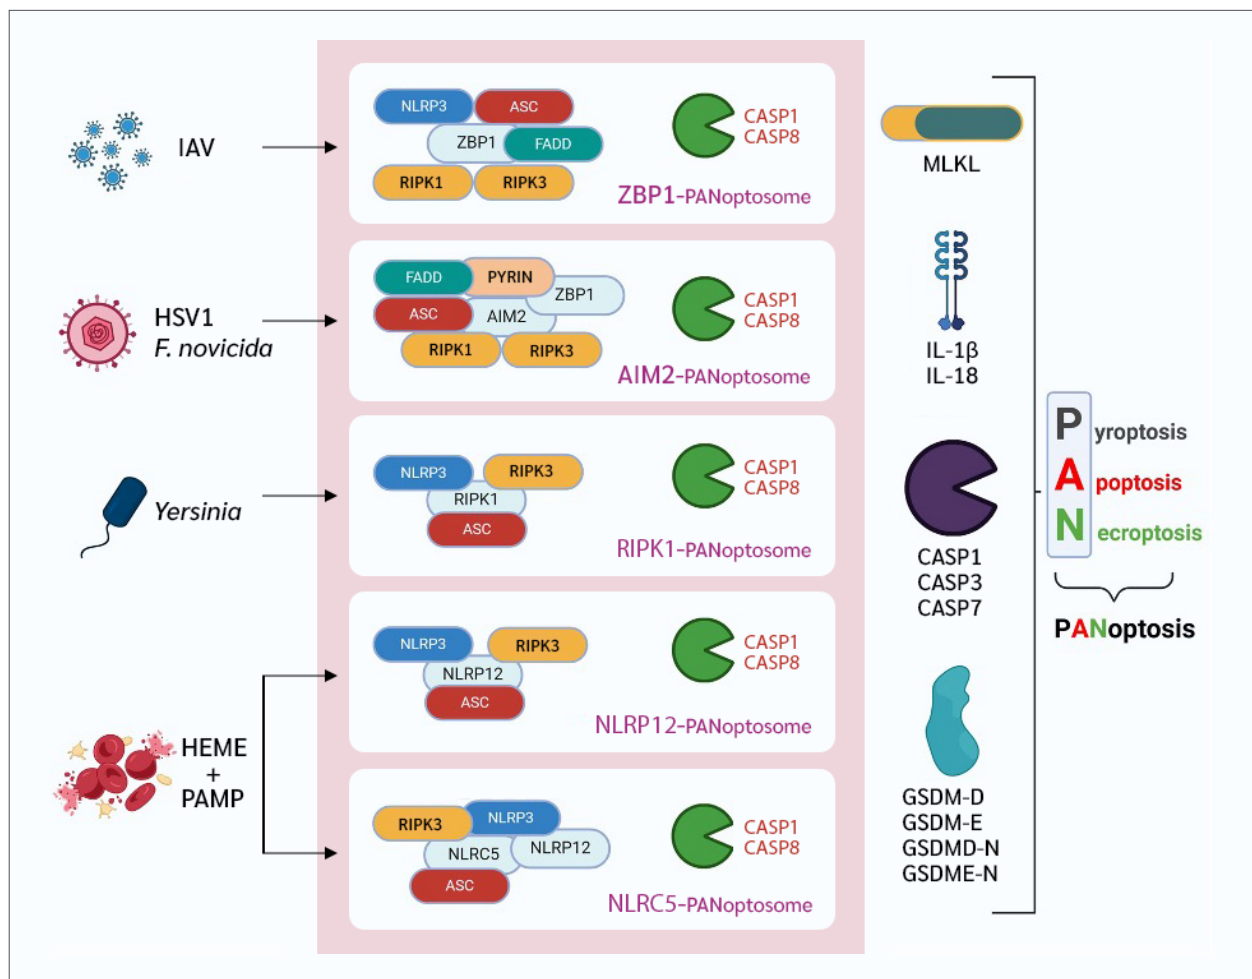 IAV
NLRP3
ASC
ZBP1
FADD
RIPK1
RIPK3
CASP1
CASP8
ZBP1-PANoptosome
HSV1
F. novicida
FADD
PYRIN
ZBP1
ASC
AIM2
RIPK1
RIPK3
CASP1
CASP8
AIM2-PANoptosome
Yersinia
NLRP3
RIPK3
RIPK1
ASC
CASP1
CASP8
RIPK1-PANoptosome
HEME
+
PAMP
NLRP3
RIPK3
NLRP12
ASC
CASP1
CASP8
NLRP12-PANoptosome
RIPK3
NLRP3
NLRC5
NLRP12
ASC
CASP1
CASP8
NLRC5-PANoptosome
MLKL
IL-1β
IL-18
CASP1
CASP3
CASP7
GSDM-D
GSDM-E
GSDMD-N
GSDME-N
Pyroptosis
Apoptosis
Necroptosis
PANoptosis